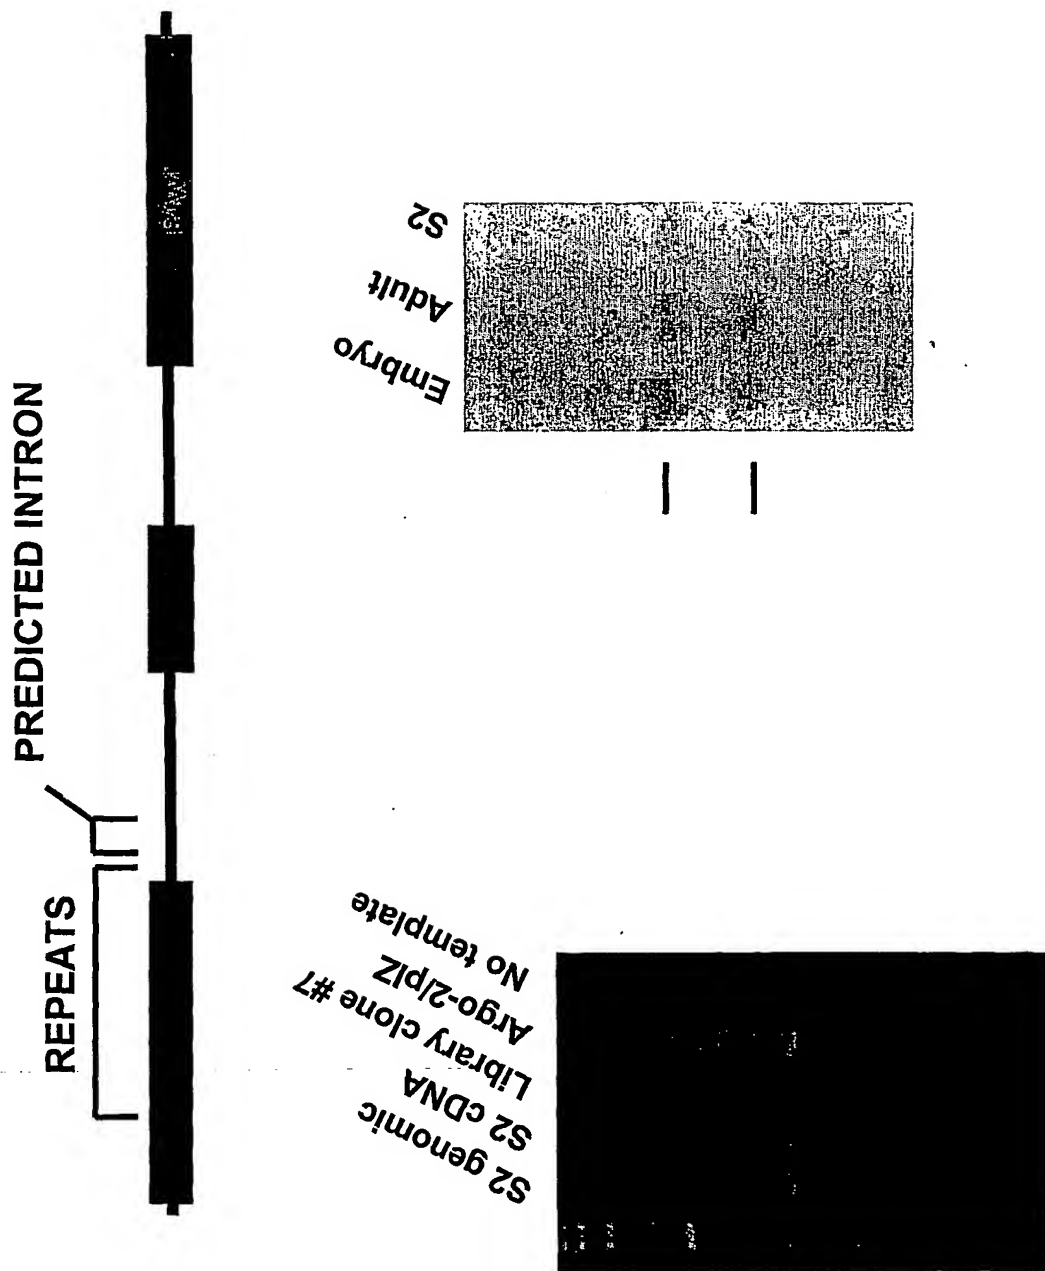 PREDICTED INTRON
REPEATS
S2
Adult
Embryo
No template
Argo-2/pIZ
Library clone #7
S2 cDNA
S2 genomic